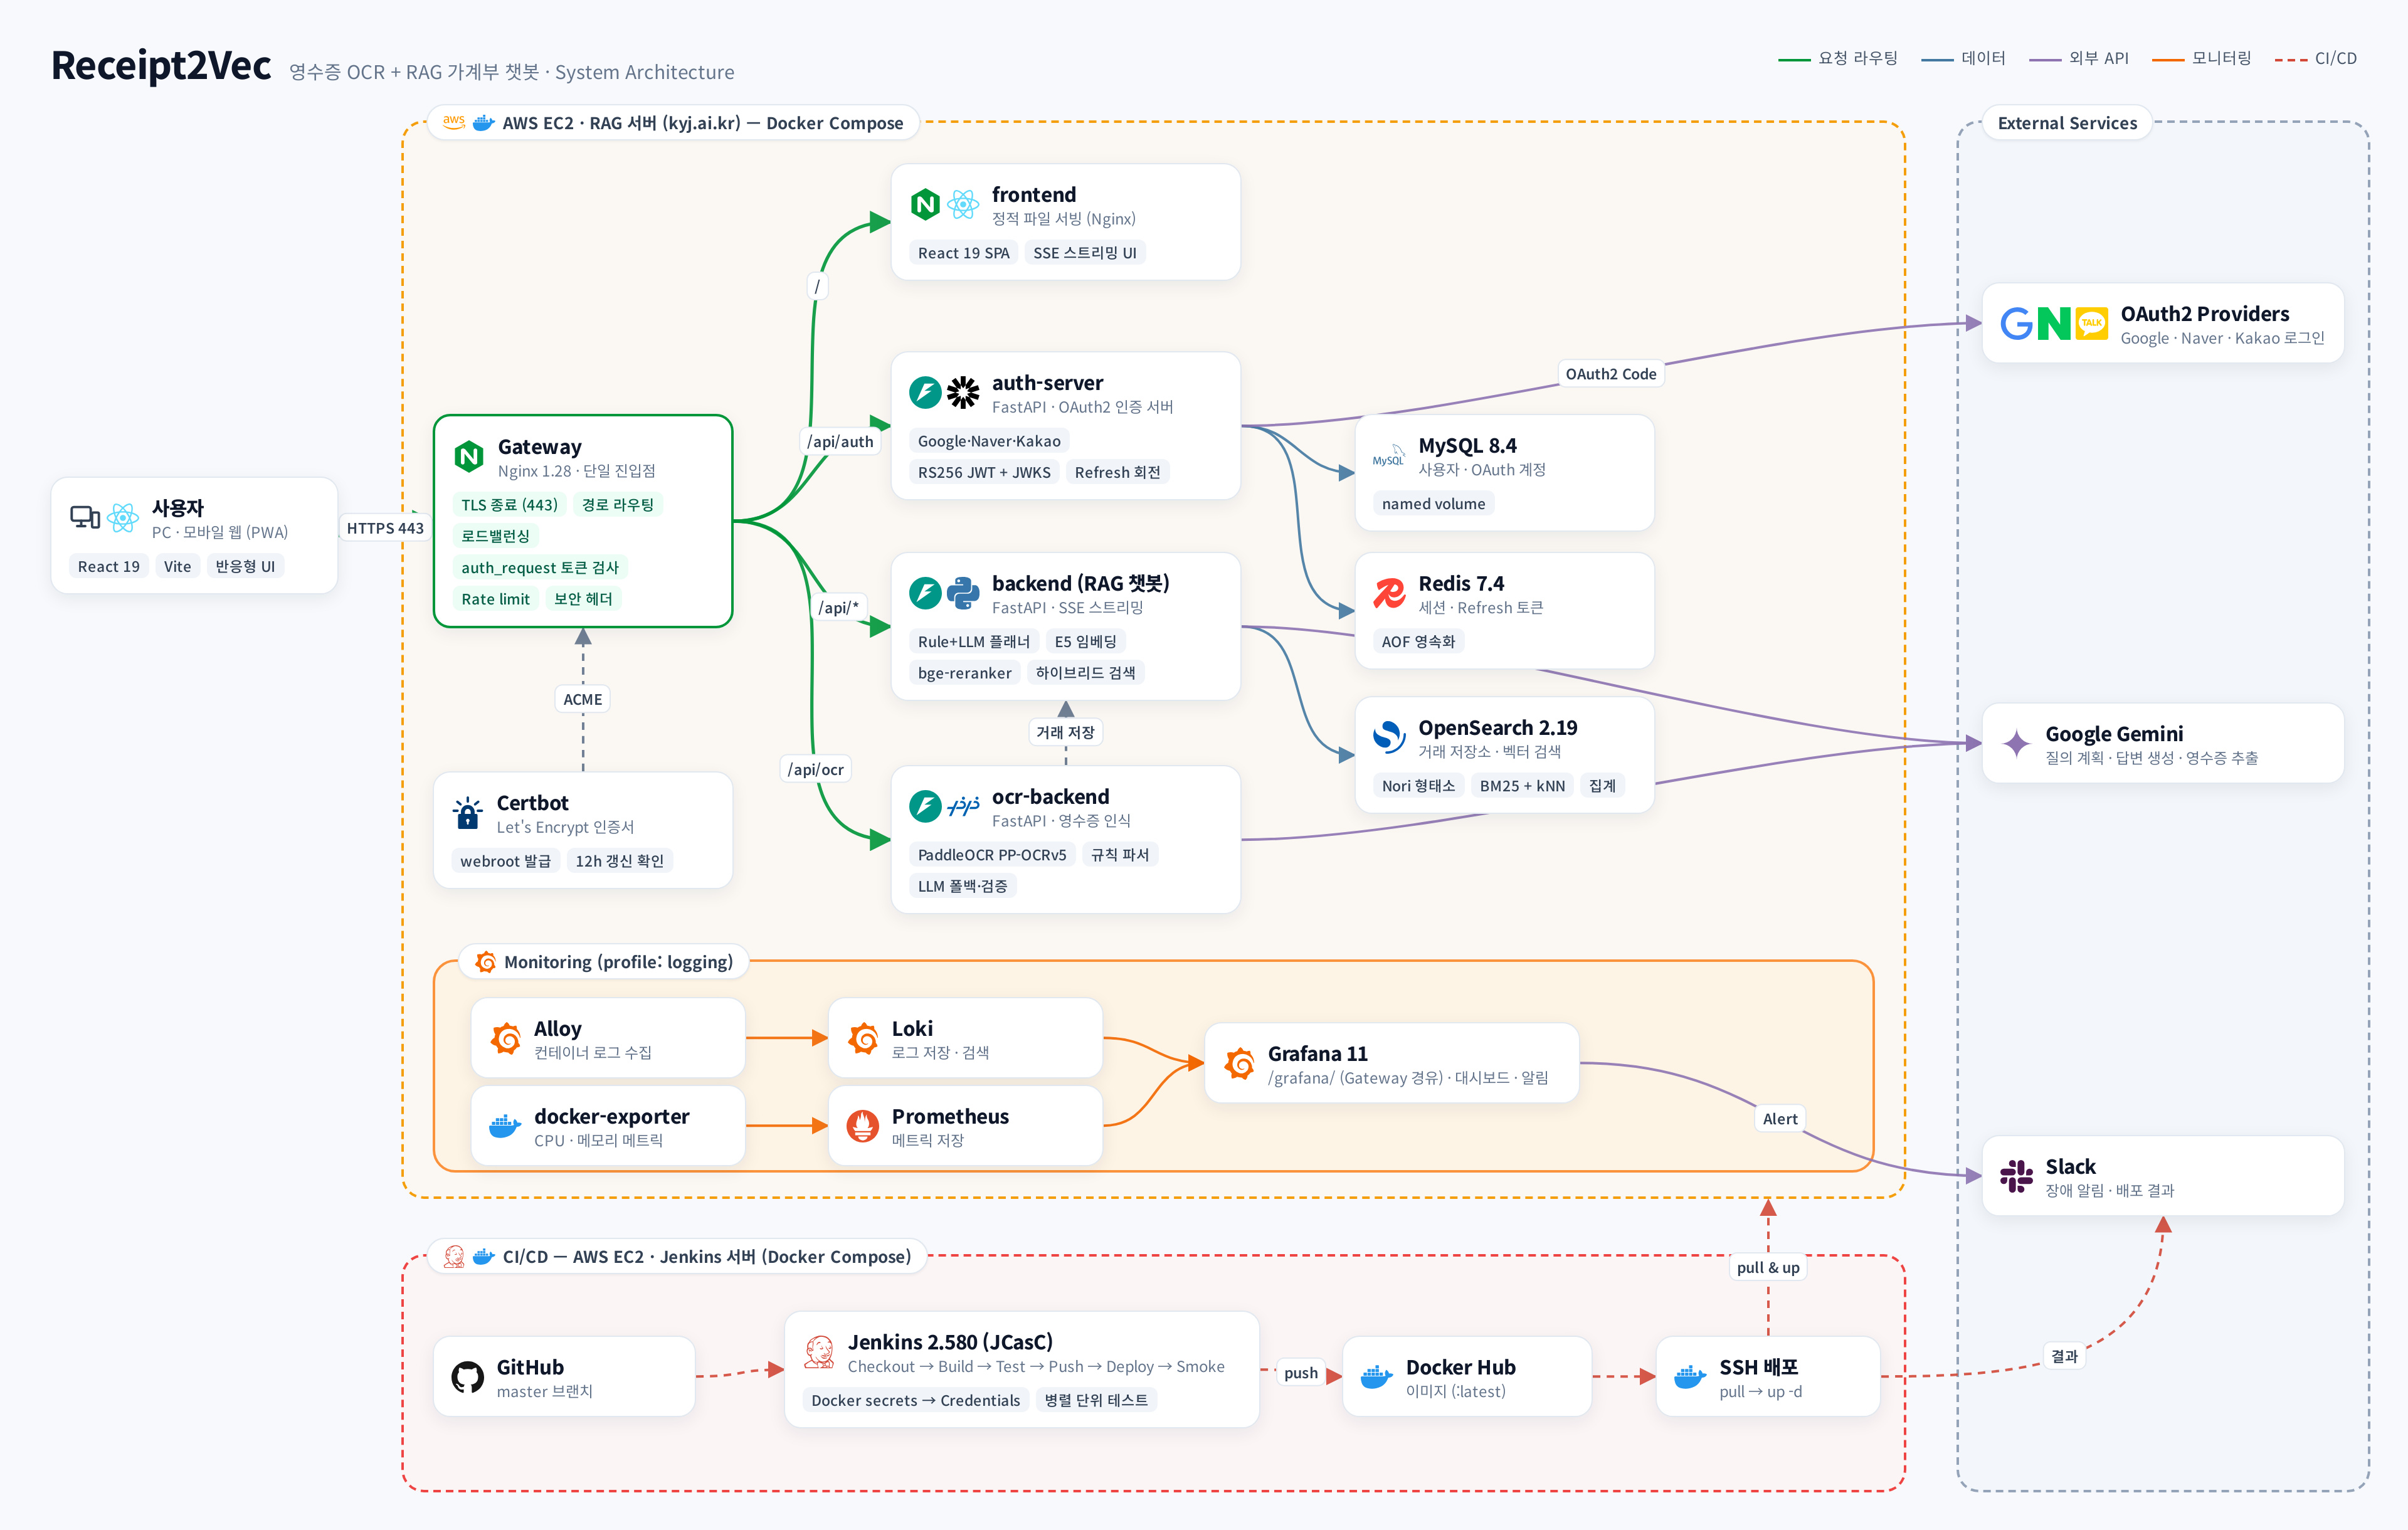 Receipt2Vec 영수증 OCR + RAG 가계부 챗봇 · System Architecture
요청 라우팅
데이터
외부 API
모니터링
CI/CD
aws AWS EC2 · RAG 서버 (kyj.ai.kr) — Docker Compose
External Services
frontend
정적 파일 서빙 (Nginx)
React 19 SPA
SSE 스트리밍 UI
/
OAuth2 Providers
Google · Naver · Kakao 로그인
TALK
OAuth2 Code
auth-server
FastAPI · OAuth2 인증 서버
Google·Naver·Kakao
RS256 JWT + JWKS
Refresh 회전
/api/auth
Gateway
Nginx 1.28 · 단일 진입점
TLS 종료 (443)
경로 라우팅
로드밸런싱
auth_request 토큰 검사
Rate limit
보안 헤더
MySQL
MySQL 8.4
사용자 · OAuth 계정
named volume
사용자
PC · 모바일 웹 (PWA)
React 19
Vite
반응형 UI
HTTPS 443
backend (RAG 챗봇)
FastAPI · SSE 스트리밍
Rule+LLM 플래너
E5 임베딩
bge-reranker
하이브리드 검색
/api/*
Redis 7.4
세션 · Refresh 토큰
AOF 영속화
ACME
거래 저장
OpenSearch 2.19
거래 저장소 · 벡터 검색
Nori 형태소
BM25 + kNN
집계
Google Gemini
질의 계획 · 답변 생성 · 영수증 추출
/api/ocr
Certbot
Let's Encrypt 인증서
webroot 발급
12h 갱신 확인
ocr-backend
FastAPI · 영수증 인식
PaddleOCR PP-OCRv5
규칙 파서
LLM 폴백·검증
Monitoring (profile: logging)
Alloy
컨테이너 로그 수집
Loki
로그 저장 · 검색
Grafana 11
/grafana/ (Gateway 경유) · 대시보드 · 알림
docker-exporter
CPU · 메모리 메트릭
Prometheus
메트릭 저장
Alert
Slack
장애 알림 · 배포 결과
CI/CD — AWS EC2 · Jenkins 서버 (Docker Compose)
pull & up
GitHub
master 브랜치
Jenkins 2.580 (JCasC)
Checkout → Build → Test → Push → Deploy → Smoke
Docker secrets → Credentials
병렬 단위 테스트
push
Docker Hub
이미지 (:latest)
SSH 배포
pull → up -d
결과